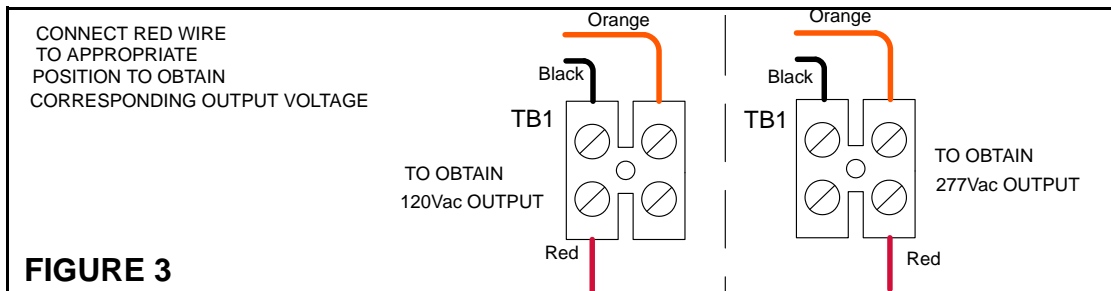 CONNECT RED WIRE
TO APPROPRIATE
POSITION TO OBTAIN
CORRESPONDING OUTPUT VOLTAGE
Orange
Black
TB1
TO OBTAIN
120Vac OUTPUT
Red
Orange
Black
TB1
TO OBTAIN
277Vac OUTPUT
Red
FIGURE 3